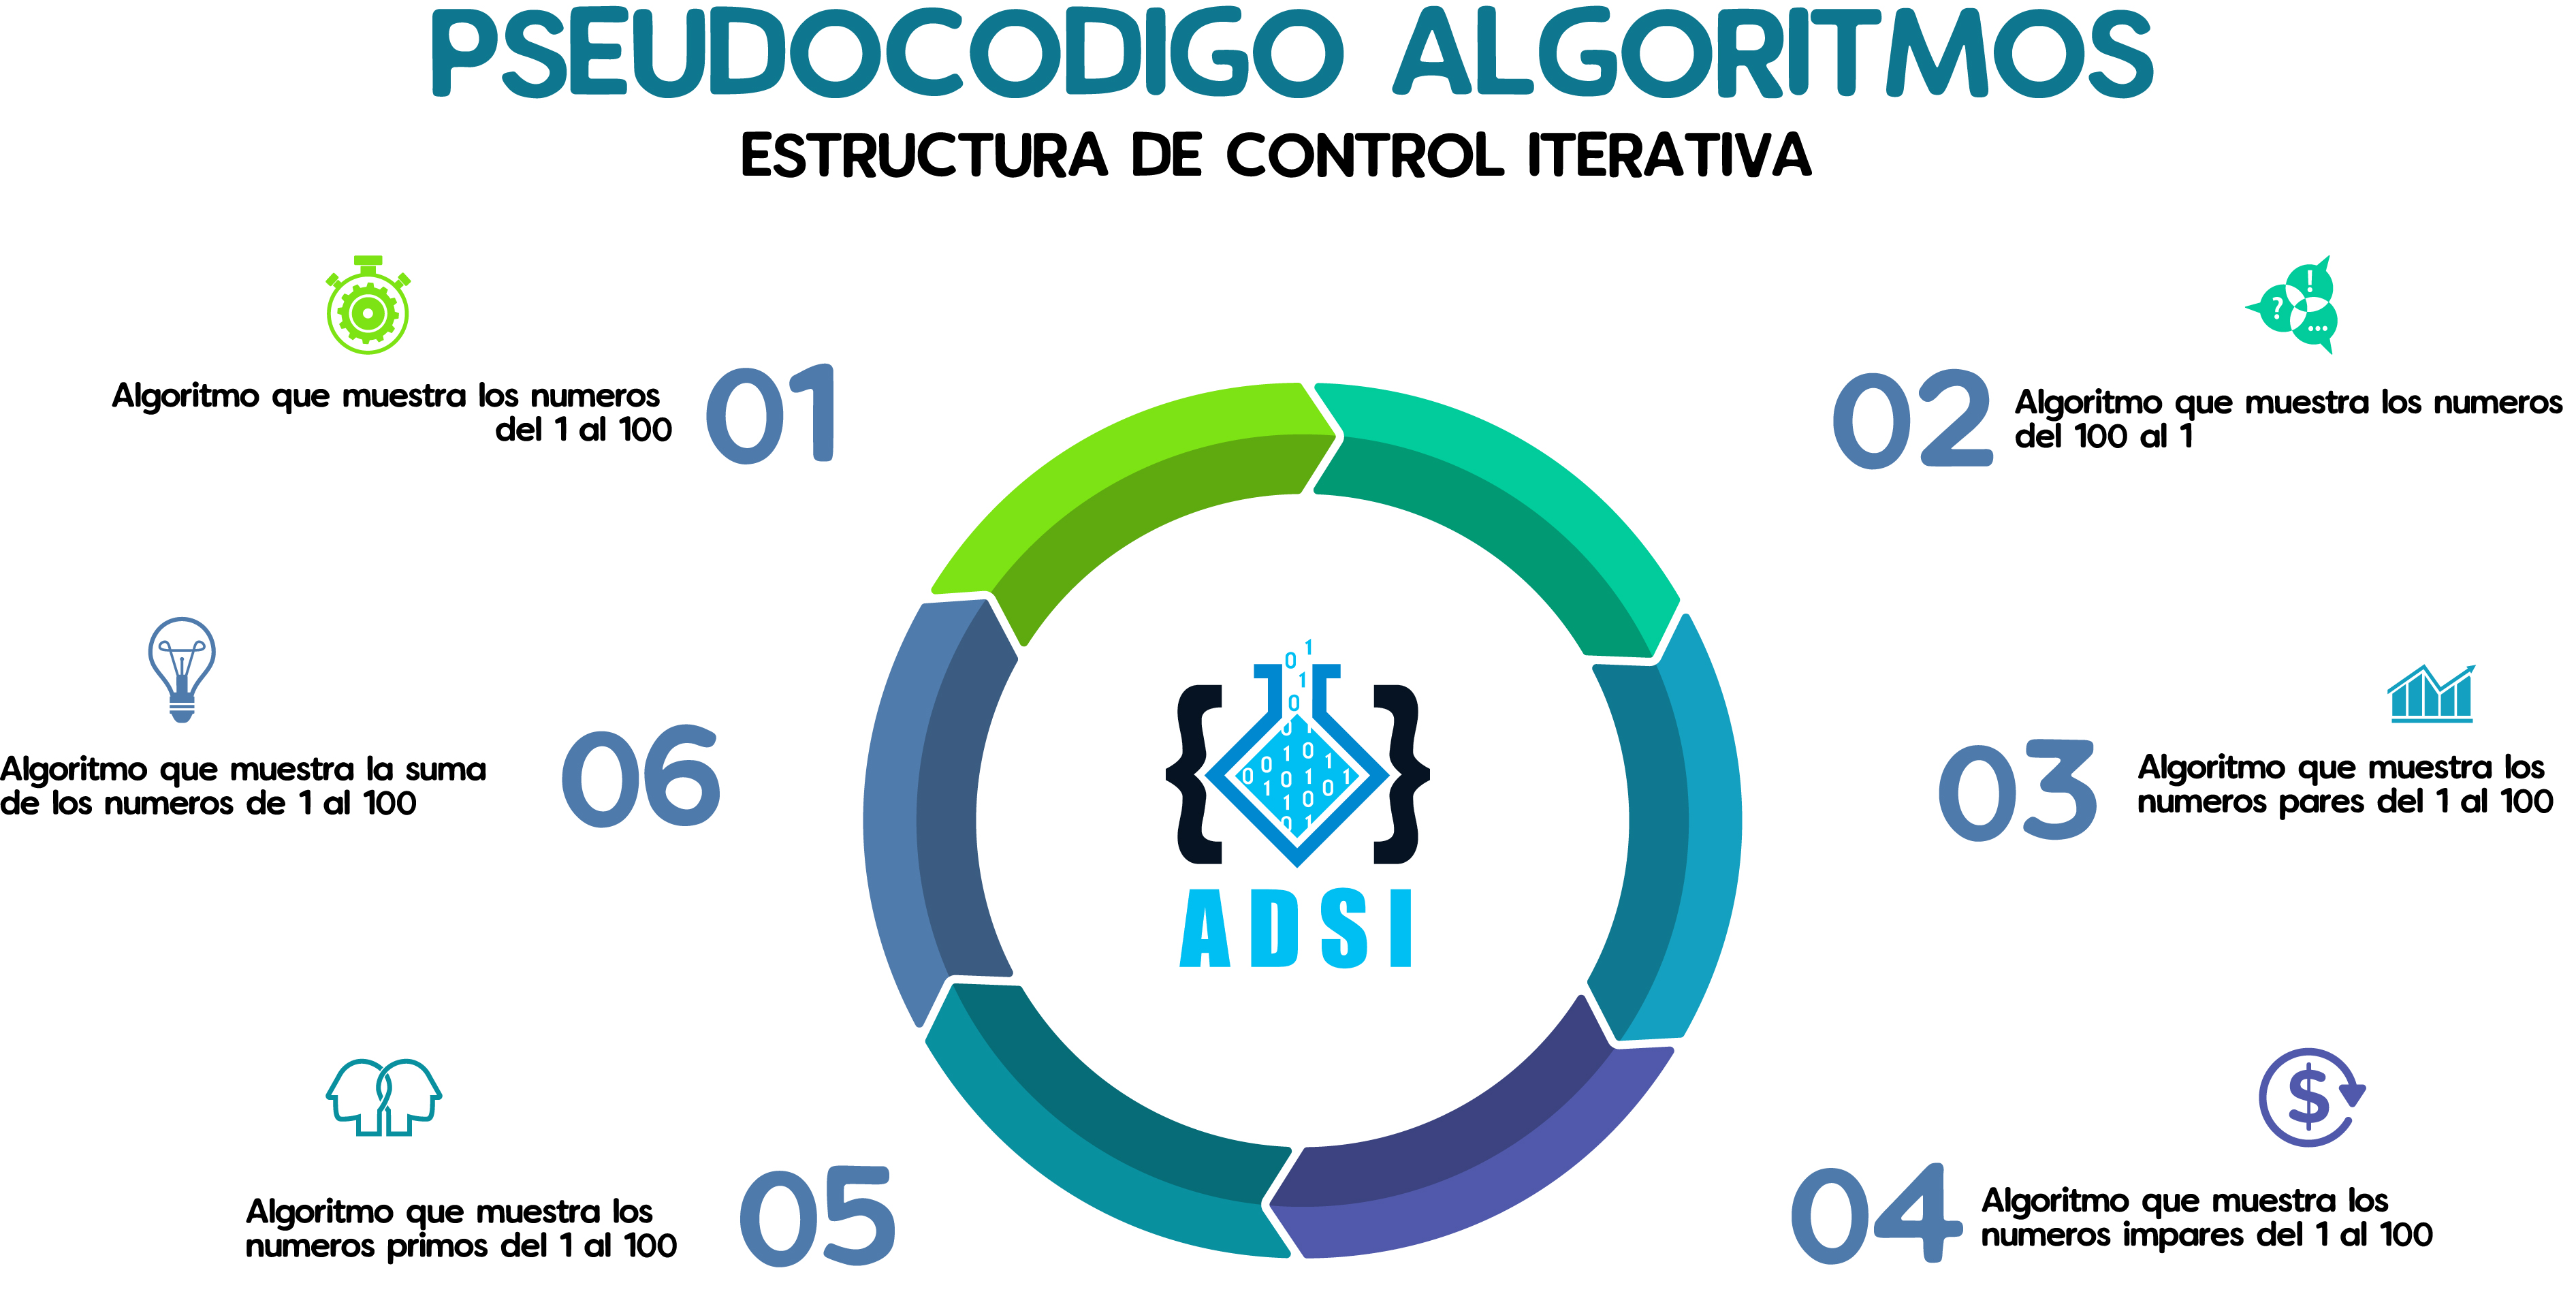 PSEUDOCODIGO ALGORITMOS
ESTRUCTURA DE CONTROL ITERATIVA
01
Algoritmo que muestra los numeros
del 1 al 100
02
Algoritmo que muestra los numeros
del 100 al 1
03
Algoritmo que muestra los
numeros pares del 1 al 100
04
Algoritmo que muestra los
numeros impares del 1 al 100
05
Algoritmo que muestra los
numeros primos del 1 al 100
06
Algoritmo que muestra la suma
de los numeros de 1 al 100
ADSI